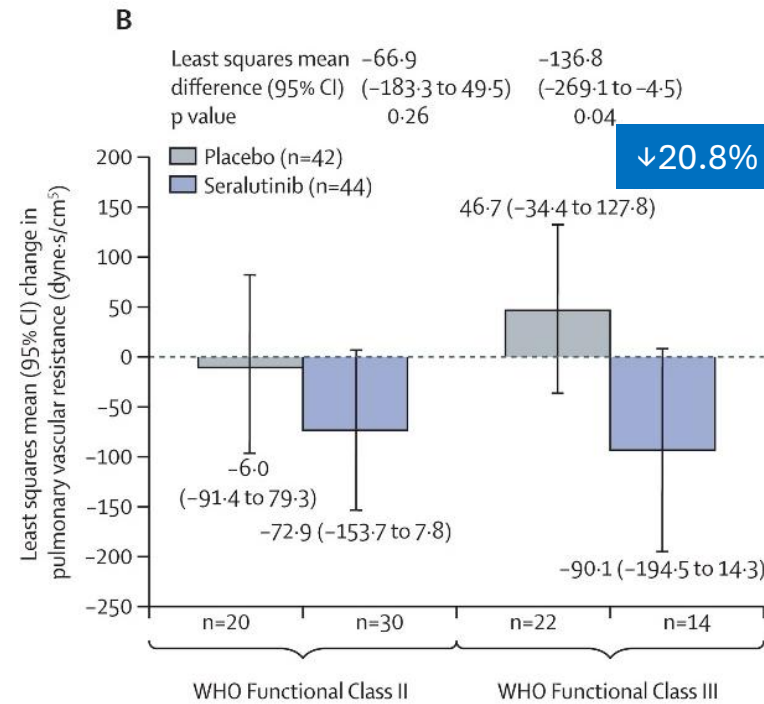 B
Least squares mean -66·9 -136·8
difference (95% CI) (-183·3 to 49·5) (-269·1 to -4·5)
p value 0·26 0·04
↓20.8%
Placebo (n=42)
Seralutinib (n=44)
Least squares mean (95% CI) change in
pulmonary vascular resistance (dyne·s/cm⁵)
200
150
100
50
0
-50
-100
-150
-200
-250
46·7 (-34·4 to 127·8)
-6·0
(-91·4 to 79·3)
-72·9 (-153·7 to 7·8)
-90·1 (-194·5 to 14·3)
n=20 n=30 n=22 n=14
WHO Functional Class II WHO Functional Class III